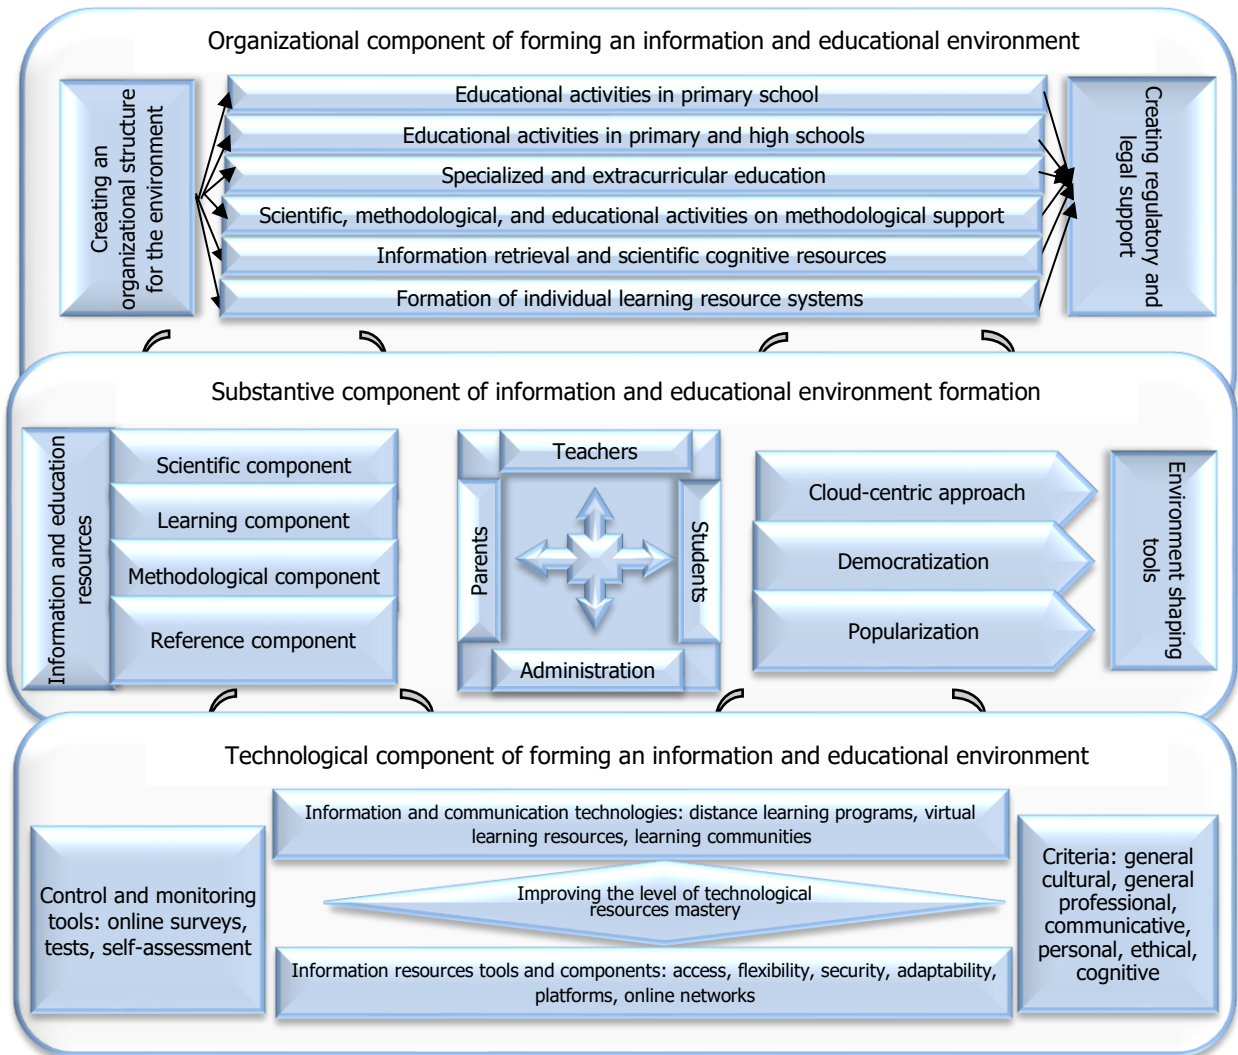 Organizational component of forming an information and educational environment
Creating an
organizational structure
for the environment
Educational activities in primary school
Educational activities in primary and high schools
Specialized and extracurricular education
Scientific, methodological, and educational activities on methodological support
Information retrieval and scientific cognitive resources
Formation of individual learning resource systems
Creating regulatory and
legal support
Substantive component of information and educational environment formation
Information and education
resources
Scientific component
Learning component
Methodological component
Reference component
Teachers
Parents
Students
Administration
Cloud-centric approach
Democratization
Popularization
Environment shaping
tools
Technological component of forming an information and educational environment
Control and monitoring
tools: online surveys,
tests, self-assessment
Information and communication technologies: distance learning programs, virtual
learning resources, learning communities
Improving the level of technological
resources mastery
Information resources tools and components: access, flexibility, security, adaptability,
platforms, online networks
Criteria: general
cultural, general
professional,
communicative,
personal, ethical,
cognitive